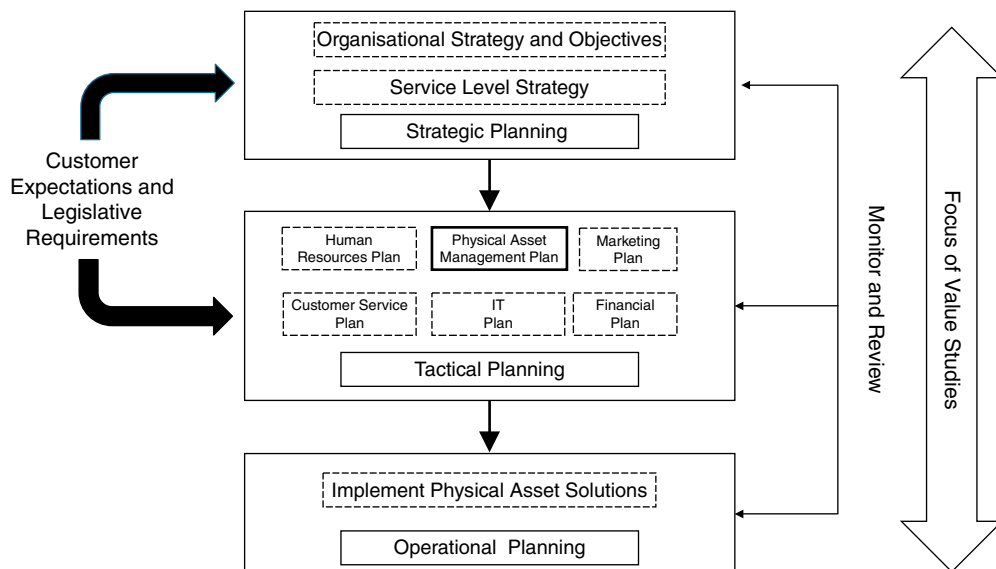 Organisational Strategy and Objectives
Service Level Strategy
Strategic Planning
Customer
Expectations and
Legislative
Requirements
Human
Resources Plan
Physical Asset
Management Plan
Marketing
Plan
Customer Service
Plan
IT
Plan
Financial
Plan
Tactical Planning
Implement Physical Asset Solutions
Operational Planning
Monitor and Review
Focus of Value Studies